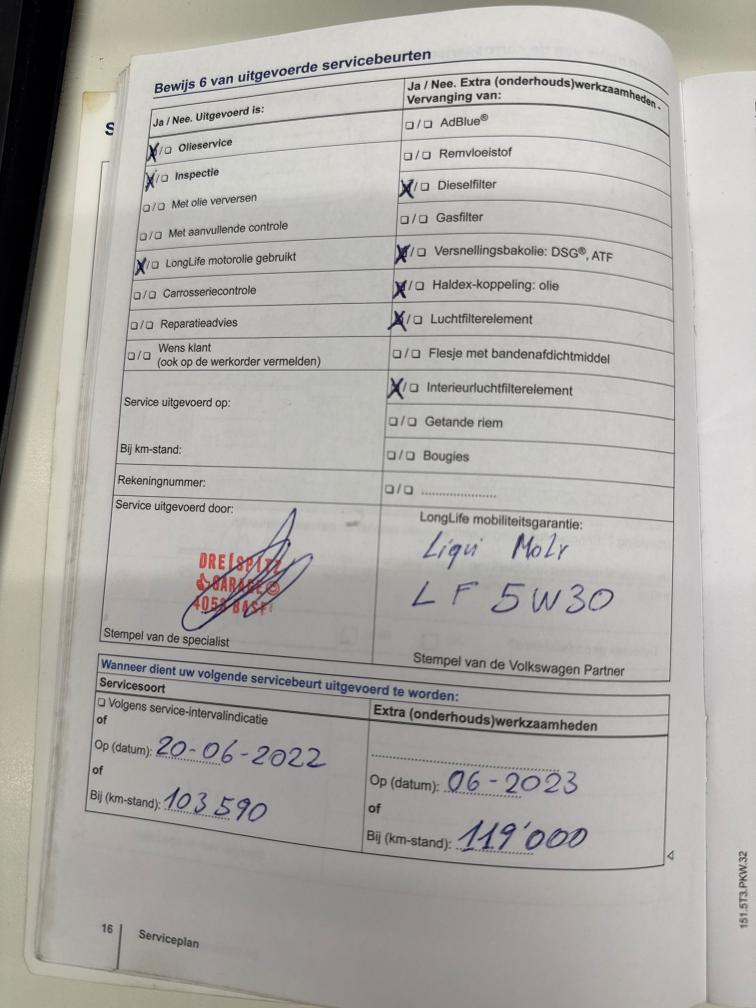 Bewijs 6 van uitgevoerde servicebeurten
Ja / Nee. Uitgevoerd is:
❏/❏ Olieservice
❏/❏ Inspectie
❏/❏ Met olie verversen
❏/❏ Met aanvullende controle
❏/❏ LongLife motorolie gebruikt
❏/❏ Carrosseriecontrole
❏/❏ Reparatieadvies
❏/❏ Wens klant
(ook op de werkorder vermelden)
Service uitgevoerd op:
Bij km-stand:
Rekeningnummer:
Service uitgevoerd door:
DREISPITZ
GARAGE
4053 BASEL
Stempel van de specialist
Ja / Nee. Extra (onderhouds)werkzaamheden.
Vervanging van:
❏/❏ AdBlue®
❏/❏ Remvloeistof
❏/❏ Dieselfilter
❏/❏ Gasfilter
❏/❏ Versnellingsbakolie: DSG®, ATF
❏/❏ Haldex-koppeling: olie
❏/❏ Luchtfilterelement
❏/❏ Flesje met bandenafdichtmiddel
❏/❏ Interieurluchtfilterelement
❏/❏ Getande riem
❏/❏ Bougies
❏/❏ .....................
LongLife mobiliteitsgarantie:
Liqui Moly
LF 5W30
Stempel van de Volkswagen Partner
Wanneer dient uw volgende servicebeurt uitgevoerd te worden:
Servicesoort
❏ Volgens service-intervalindicatie
of
Op (datum): 20-06-2022
of
Bij (km-stand): 103 590
Extra (onderhouds)werkzaamheden
Op (datum): 06-2023
of
Bij (km-stand): 119'000
16 Serviceplan
151.5T3.PKW.32